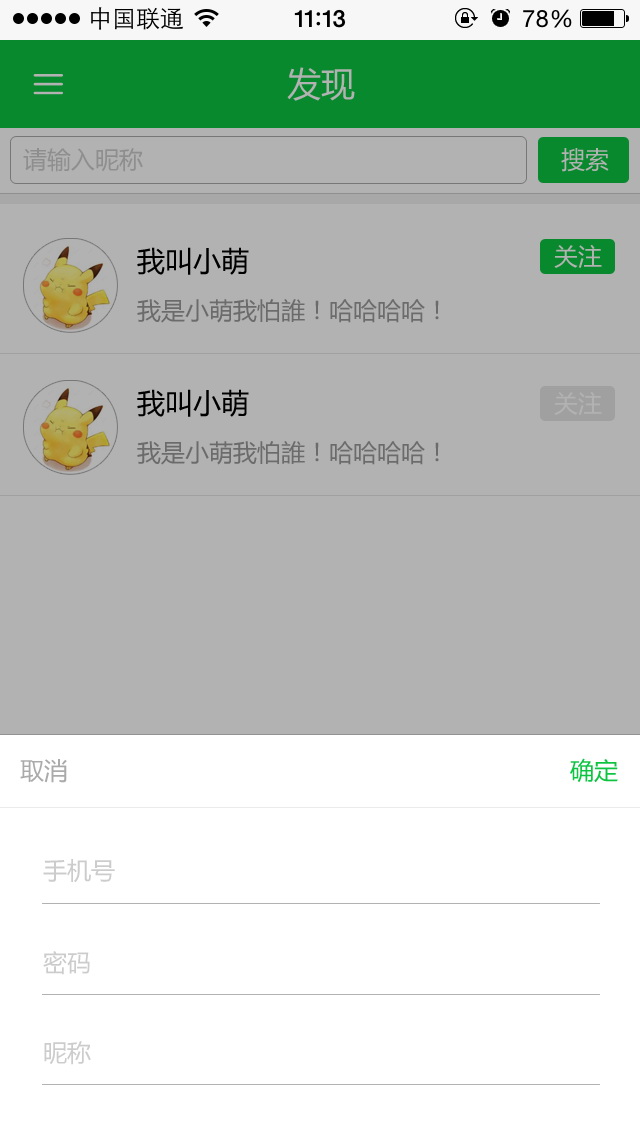 中国联通 11:13 78%
发现
请输入昵称 搜索
我叫小萌 关注
我是小萌我怕誰！哈哈哈哈！
我叫小萌 关注
我是小萌我怕誰！哈哈哈哈！
取消 确定
手机号
密码
昵称